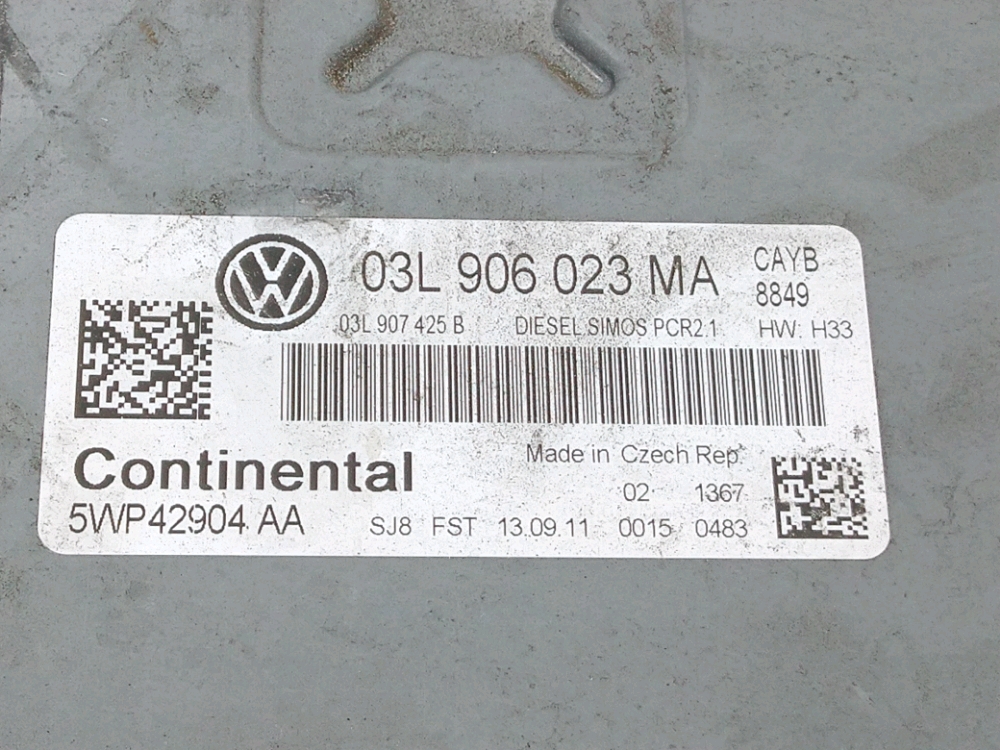 03L 906 023 MA CAYB
8849
03L 907 425 B DIESEL SIMOS PCR2.1 HW: H33
Continental Made in Czech Rep.
02 1367
5WP42904 AA SJ8 FST 13.09.11 0015 0483